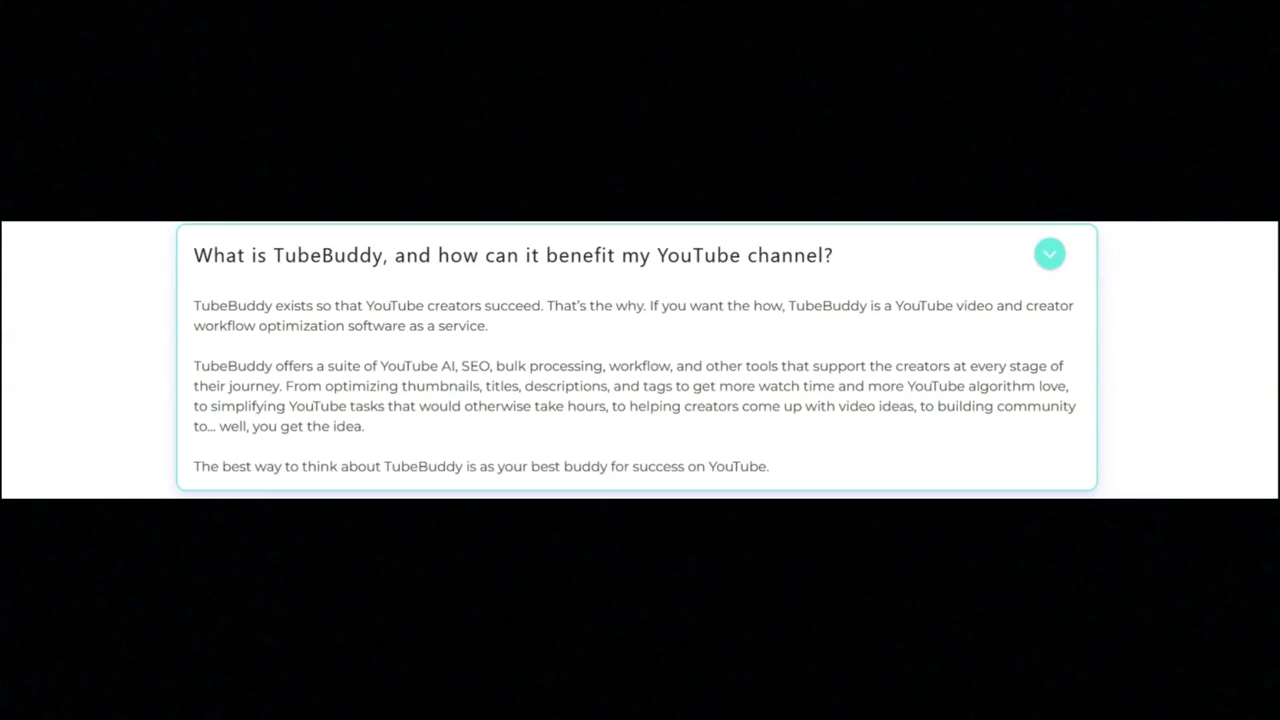 What is TubeBuddy, and how can it benefit my YouTube channel?
TubeBuddy exists so that YouTube creators succeed. That’s the why. If you want the how, TubeBuddy is a YouTube video and creator
workflow optimization software as a service.
TubeBuddy offers a suite of YouTube AI, SEO, bulk processing, workflow, and other tools that support the creators at every stage of
their journey. From optimizing thumbnails, titles, descriptions, and tags to get more watch time and more YouTube algorithm love,
to simplifying YouTube tasks that would otherwise take hours, to helping creators come up with video ideas, to building community
to... well, you get the idea.
The best way to think about TubeBuddy is as your best buddy for success on YouTube.